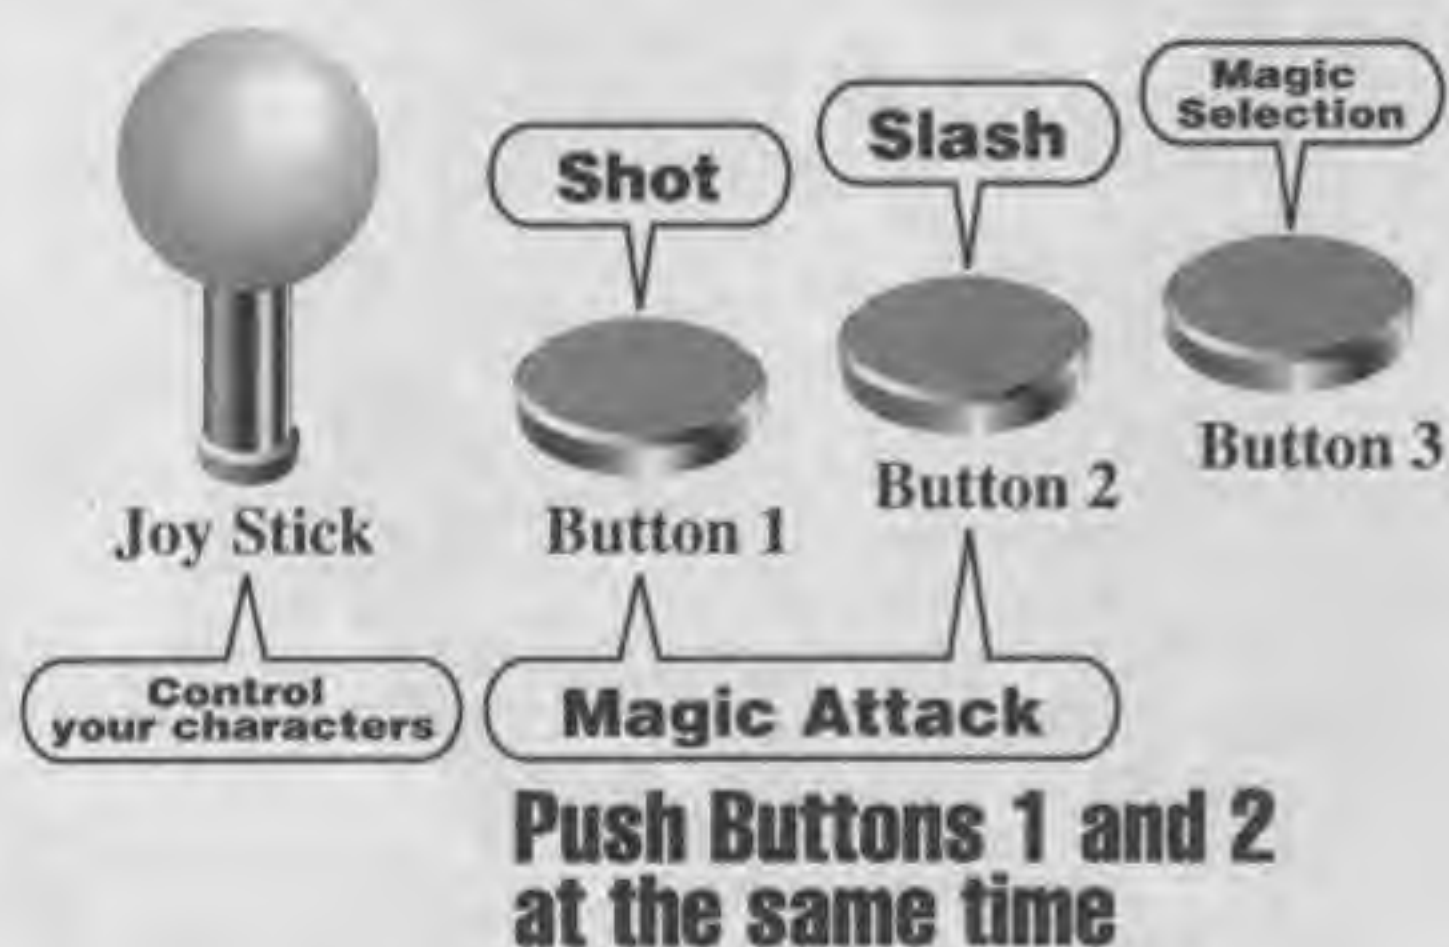 Magic
Selection
Slash
Shot
Button 3
Button 2
Joy Stick
Button 1
Control
your characters
Magic Attack
Push Buttons 1 and 2
at the same time